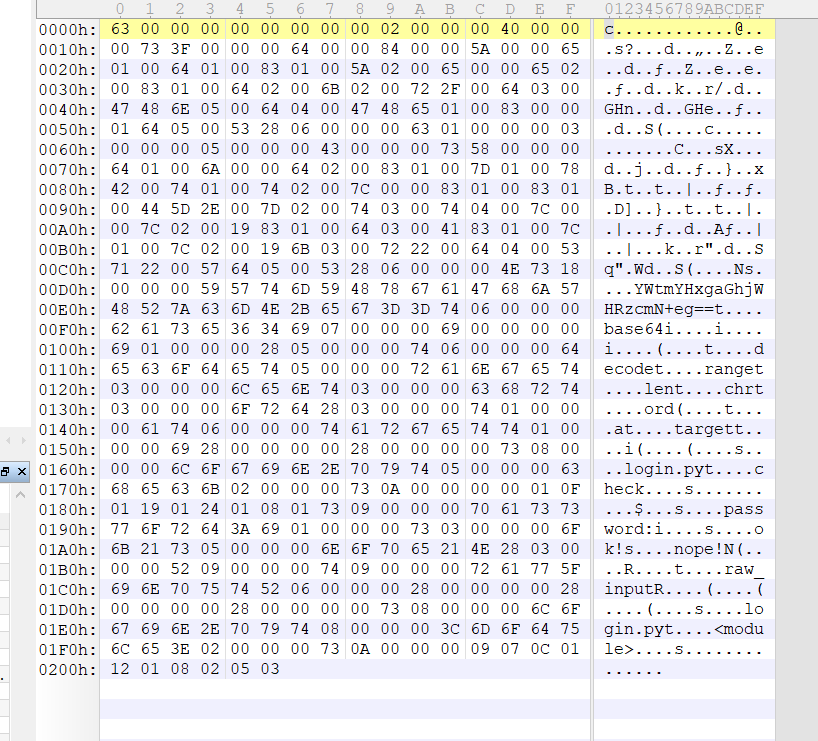 0 1 2 3 4 5 6 7 8 9 A B C D E F 0123456789ABCDEF
0000h: 63 00 00 00 00 00 00 00 00 02 00 00 00 40 00 00 c............@..
0010h: 00 73 3F 00 00 00 64 00 00 84 00 00 5A 00 00 65 .s?...d..„..Z..e
0020h: 01 00 64 01 00 83 01 00 5A 02 00 65 00 00 65 02 ..d..ƒ..Z..e..e.
0030h: 00 83 01 00 64 02 00 6B 02 00 72 2F 00 64 03 00 .ƒ..d..k..r/.d..
0040h: 47 48 6E 05 00 64 04 00 47 48 65 01 00 83 00 00 GHn..d..GHe..ƒ..
0050h: 01 64 05 00 53 28 06 00 00 00 63 01 00 00 00 03 .d..S(....c.....
0060h: 00 00 00 05 00 00 00 43 00 00 00 73 58 00 00 00 .......C...sX...
0070h: 64 01 00 6A 00 00 64 02 00 83 01 00 7D 01 00 78 d..j..d..ƒ..}..x
0080h: 42 00 74 01 00 74 02 00 7C 00 00 83 01 00 83 01 B.t..t..|..ƒ..ƒ.
0090h: 00 44 5D 2E 00 7D 02 00 74 03 00 74 04 00 7C 00 .D]..}..t..t..|.
00A0h: 00 7C 02 00 19 83 01 00 64 03 00 41 83 01 00 7C .|...ƒ..d..Aƒ..|
00B0h: 01 00 7C 02 00 19 6B 03 00 72 22 00 64 04 00 53 ..|...k..r".d..S
00C0h: 71 22 00 57 64 05 00 53 28 06 00 00 00 4E 73 18 q".Wd..S(....Ns.
00D0h: 00 00 00 59 57 74 6D 59 48 78 67 61 47 68 6A 57 ...YWtmYHxgaGhjW
00E0h: 48 52 7A 63 6D 4E 2B 65 67 3D 3D 74 06 00 00 00 HRzcmN+eg==t....
00F0h: 62 61 73 65 36 34 69 07 00 00 00 69 00 00 00 00 base64i....i....
0100h: 69 01 00 00 00 28 05 00 00 00 74 06 00 00 00 64 i....(....t....d
0110h: 65 63 6F 64 65 74 05 00 00 00 72 61 6E 67 65 74 ecodet....ranget
0120h: 03 00 00 00 6C 65 6E 74 03 00 00 00 63 68 72 74 ....lent....chrt
0130h: 03 00 00 00 6F 72 64 28 03 00 00 00 74 01 00 00 ....ord(....t...
0140h: 00 61 74 06 00 00 00 74 61 72 67 65 74 74 01 00 .at....targett..
0150h: 00 00 69 28 00 00 00 00 28 00 00 00 00 73 08 00 ..i(....(....s..
0160h: 00 00 6C 6F 67 69 6E 2E 70 79 74 05 00 00 00 63 ..login.pyt....c
0170h: 68 65 63 6B 02 00 00 00 73 0A 00 00 00 00 01 0F heck....s.......
0180h: 01 19 01 24 01 08 01 73 09 00 00 00 70 61 73 73 ...$...s....pass
0190h: 77 6F 72 64 3A 69 01 00 00 00 73 03 00 00 00 6F word:i....s....o
01A0h: 6B 21 73 05 00 00 00 6E 6F 70 65 21 4E 28 03 00 k!s....nope!N(..
01B0h: 00 00 52 09 00 00 00 74 09 00 00 00 72 61 77 5F ..R....t....raw_
01C0h: 69 6E 70 75 74 52 06 00 00 00 28 00 00 00 00 28 inputR....(....(
01D0h: 00 00 00 00 28 00 00 00 00 73 08 00 00 00 6C 6F ....(....s....lo
01E0h: 67 69 6E 2E 70 79 74 08 00 00 00 3C 6D 6F 64 75 gin.pyt....<modu
01F0h: 6C 65 3E 02 00 00 00 73 0A 00 00 00 09 07 0C 01 le>....s........
0200h: 12 01 08 02 05 03 ......